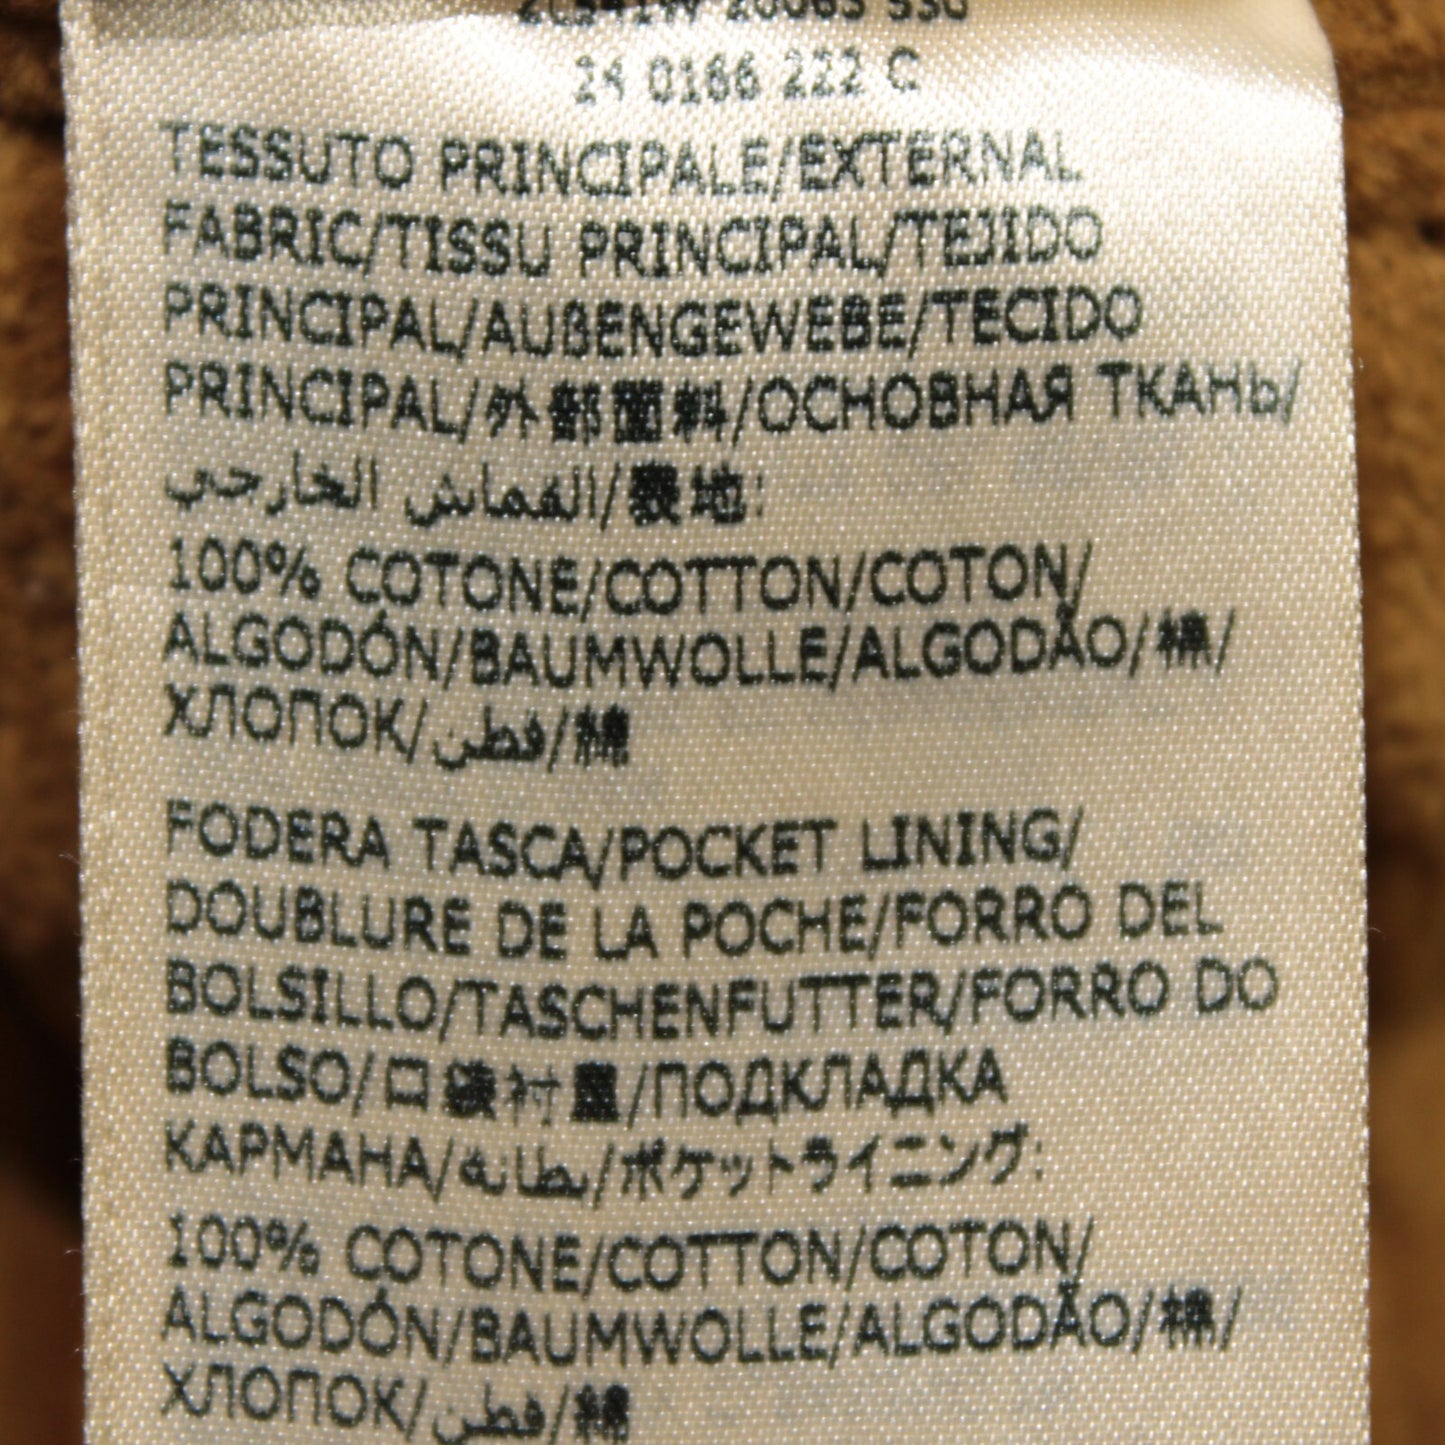 24 0166 222 C
TESSUTO PRINCIPALE/EXTERNAL
FABRIC/TISSU PRINCIPAL/TEJIDO
PRINCIPAL/AUßENGEWEBE/TECIDO
PRINCIPAL/外部面料/ОСНОВНАЯ ТКАНЬ/
القماش الخارجي/表地:
100% COTONE/COTTON/COTON/
ALGODÓN/BAUMWOLLE/ALGODÃO/棉/
ХЛОПОК/قطن/綿
FODERA TASCA/POCKET LINING/
DOUBLURE DE LA POCHE/FORRO DEL
BOLSILLO/TASCHENFUTTER/FORRO DO
BOLSO/口袋衬里/ПОДКЛАДКА
КАРМАНА/بطانة/ポケットライニング:
100% COTONE/COTTON/COTON/
ALGODÓN/BAUMWOLLE/ALGODÃO/棉/
ХЛОПОК/قطن/綿